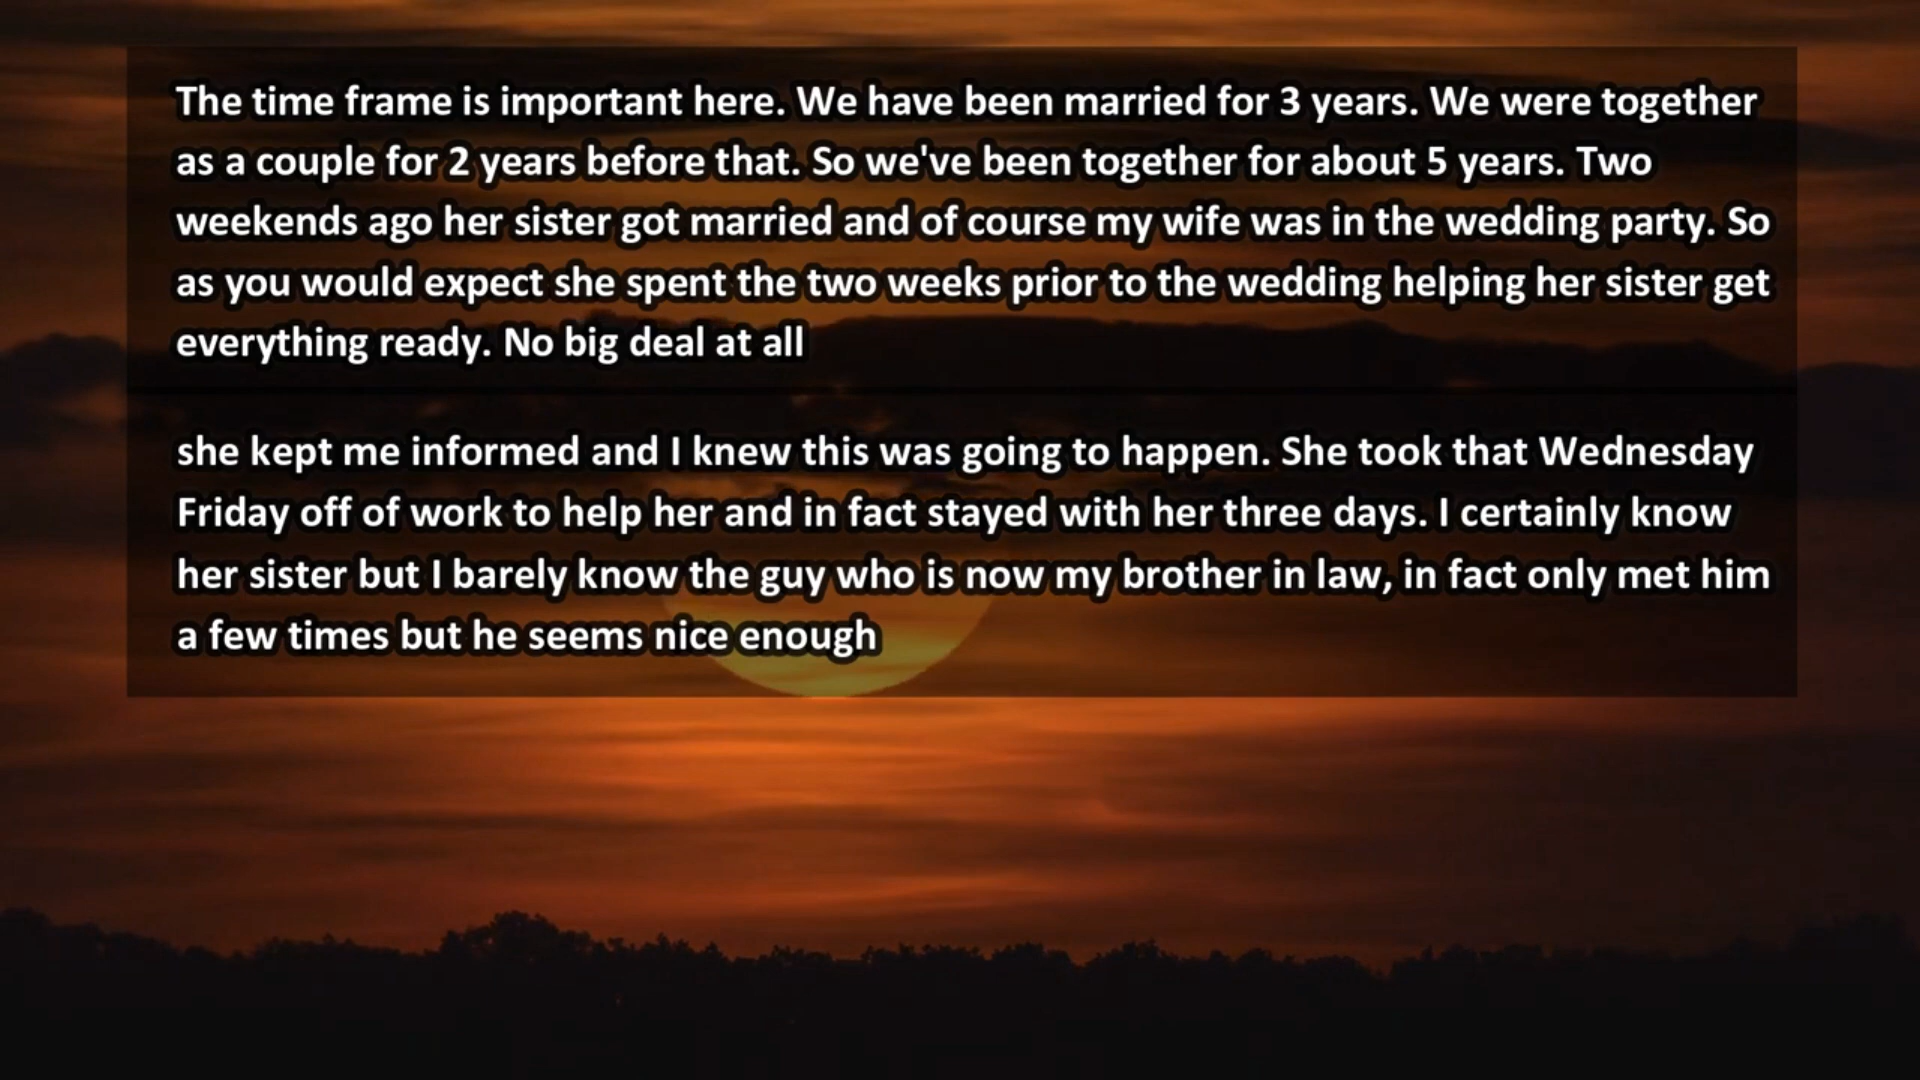 The time frame is important here. We have been married for 3 years. We were together
as a couple for 2 years before that. So we've been together for about 5 years. Two
weekends ago her sister got married and of course my wife was in the wedding party. So
as you would expect she spent the two weeks prior to the wedding helping her sister get
everything ready. No big deal at all
she kept me informed and I knew this was going to happen. She took that Wednesday
Friday off of work to help her and in fact stayed with her three days. I certainly know
her sister but I barely know the guy who is now my brother in law, in fact only met him
a few times but he seems nice enough